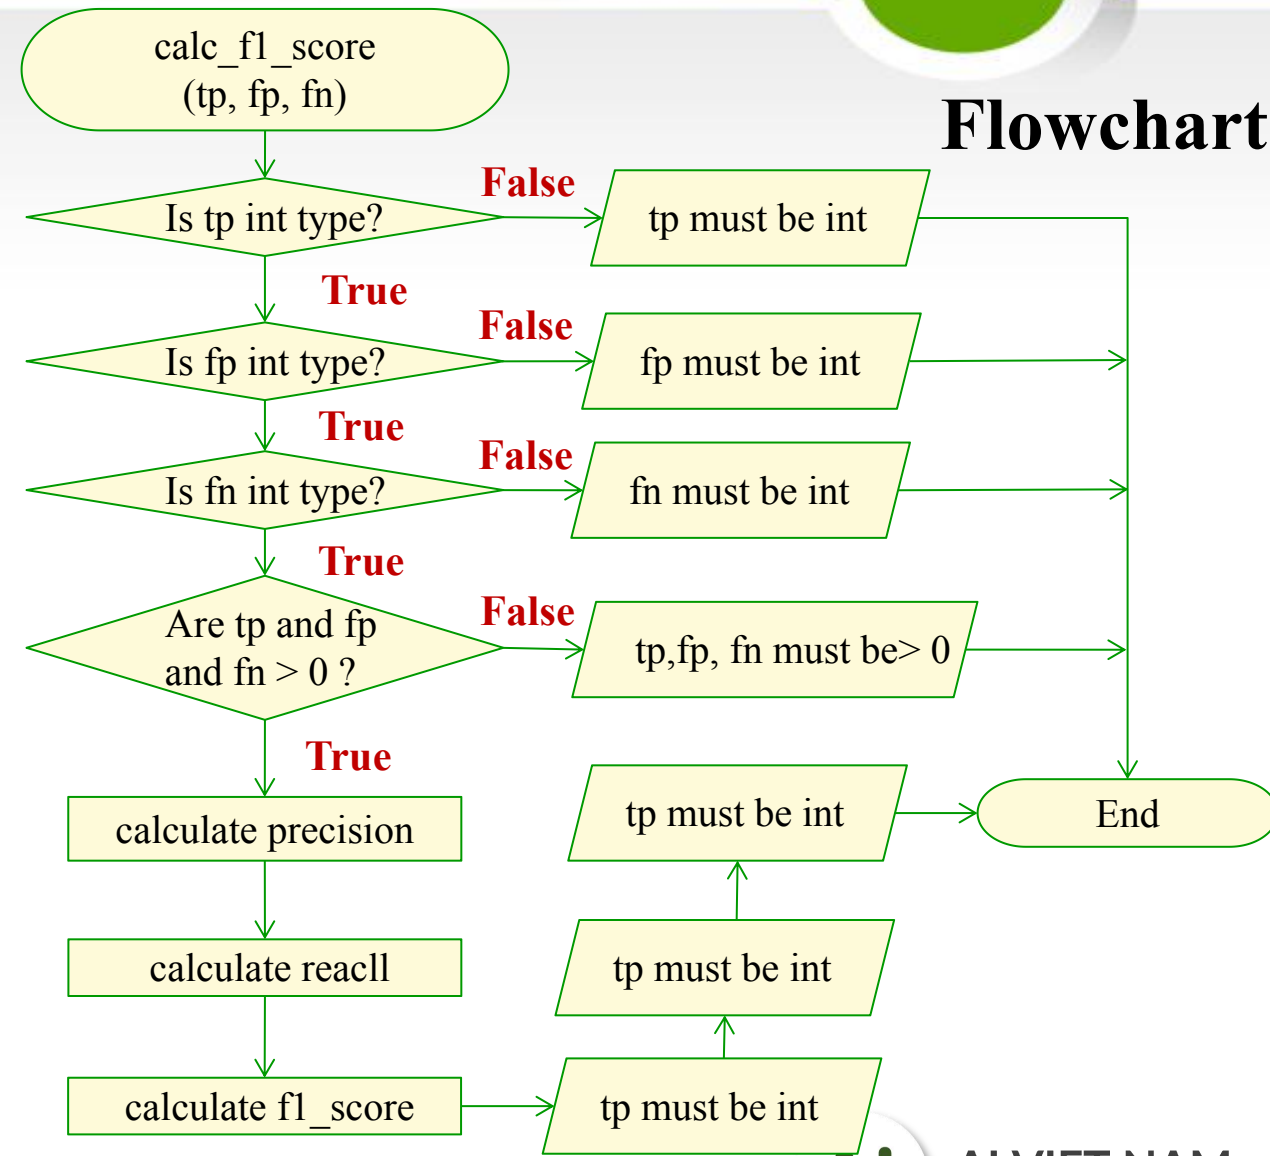 calc_f1_score
(tp, fp, fn)
Flowchart
Is tp int type?
False
tp must be int
True
Is fp int type?
False
fp must be int
True
Is fn int type?
False
fn must be int
True
Are tp and fp
and fn > 0 ?
False
tp,fp, fn must be> 0
True
calculate precision
calculate reacll
calculate f1_score
tp must be int
tp must be int
tp must be int
End
AI VIET NAM